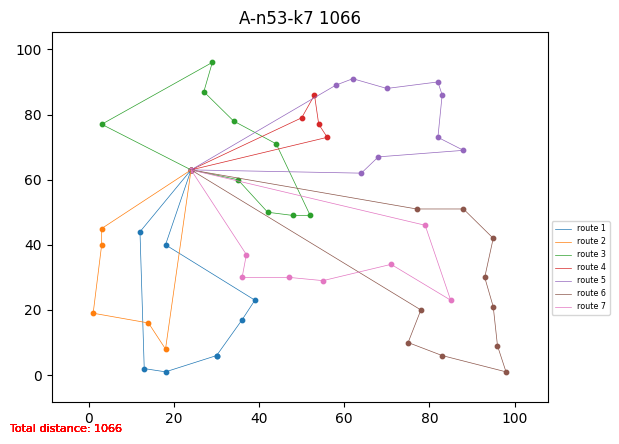 A-n53-k7 1066
100
80
60
40
20
0
0
20
40
60
80
100
route 1
route 2
route 3
route 4
route 5
route 6
route 7
Total distance: 1066